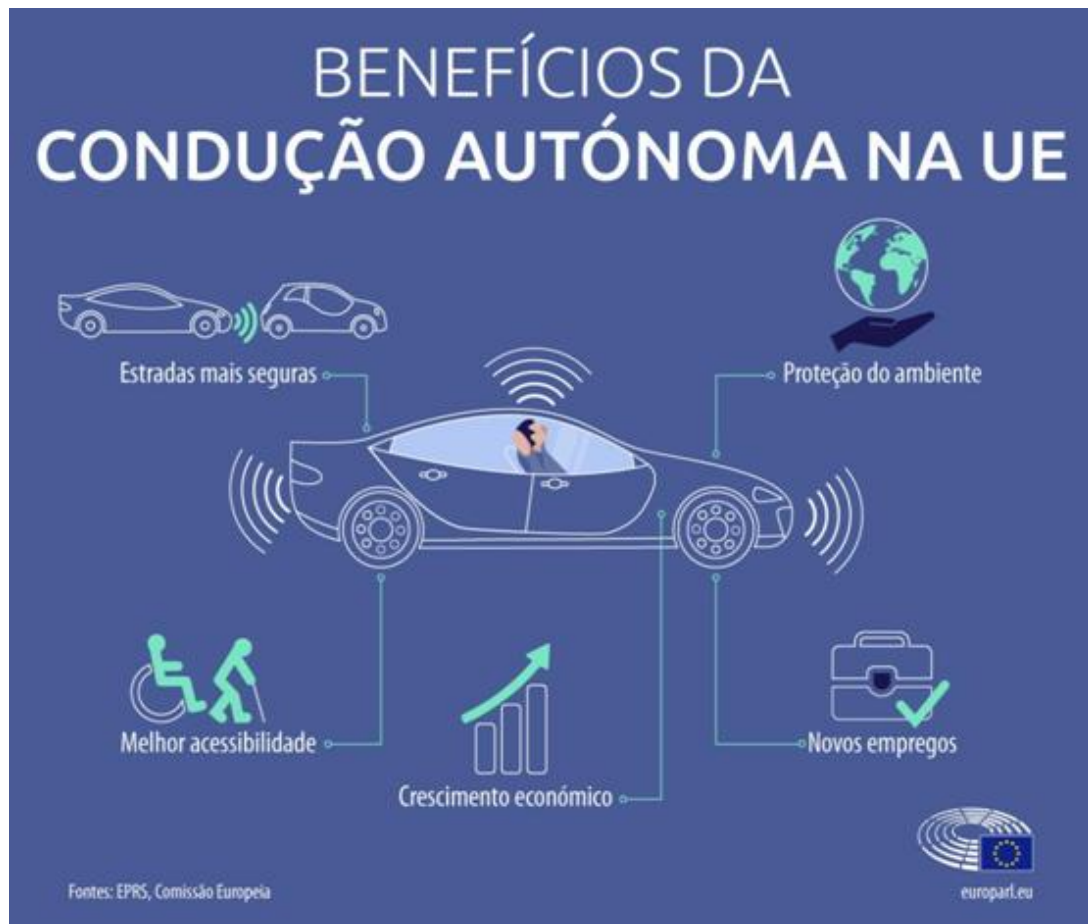 BENEFÍCIOS DA
CONDUÇÃO AUTÓNOMA NA UE
Estradas mais seguras
Proteção do ambiente
Melhor acessibilidade
Crescimento económico
Novos empregos
Fontes: EPRS, Comissão Europeia
europarl.eu